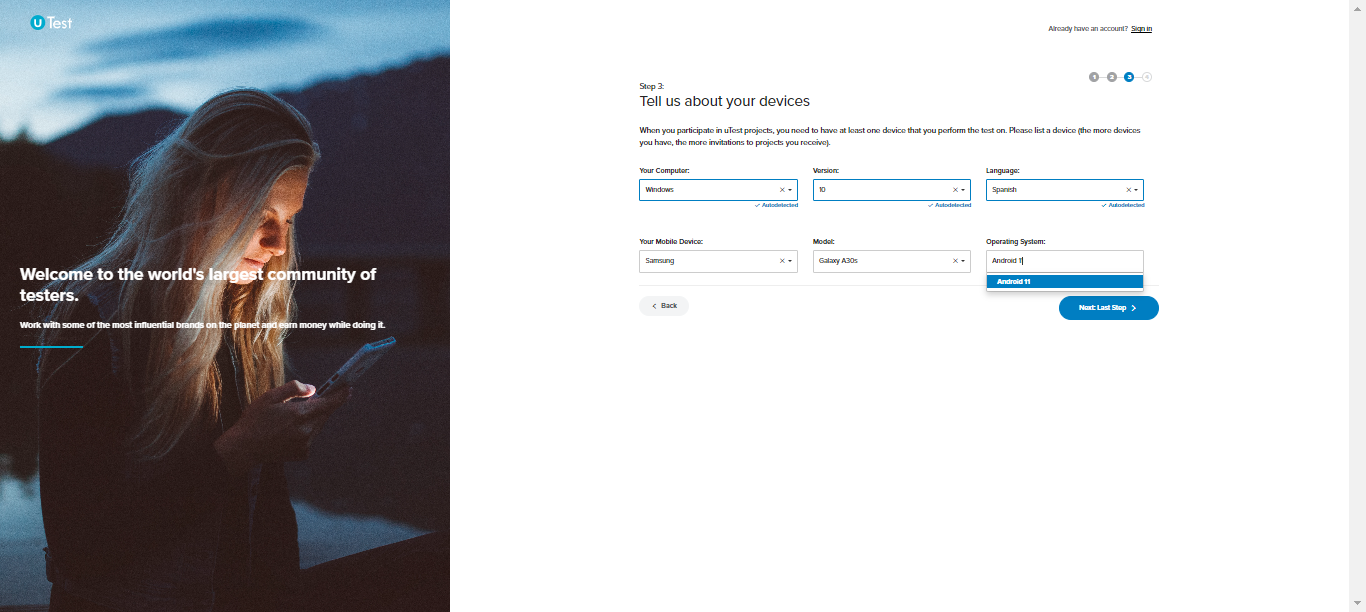 uTest
Welcome to the world's largest community of
testers.
Work with some of the most influential brands on the planet and earn money while doing it.
Already have an account? Sign in
1 2 3 4
Step 3:
Tell us about your devices
When you participate in uTest projects, you need to have at least one device that you perform the test on. Please list a device (the more devices
you have, the more invitations to projects you receive).
Your Computer: Version: Language:
Windows 10 Spanish
Autodetected Autodetected Autodetected
Your Mobile Device: Model: Operating System:
Samsung Galaxy A30s Android 1
Android 11
Back Next: Last Step